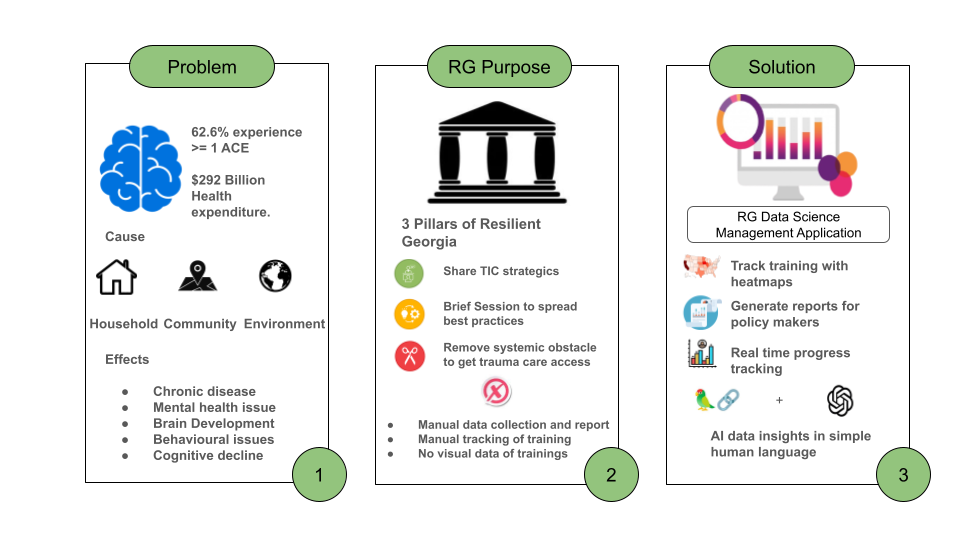 Problem
62.6% experience
>= 1 ACE
$292 Billion
Health
expenditure.
Cause
Household Community Environment
Effects
● Chronic disease
● Mental health issue
● Brain Development
● Behavioural issues
● Cognitive decline
1
RG Purpose
3 Pillars of Resilient
Georgia
Share TIC strategics
Brief Session to spread
best practices
Remove systemic obstacle
to get trauma care access
● Manual data collection and report
● Manual tracking of training
● No visual data of trainings
2
Solution
RG Data Science
Management Application
Track training with
heatmaps
Generate reports for
policy makers
Real time progress
tracking
+
AI data insights in simple
human language
3